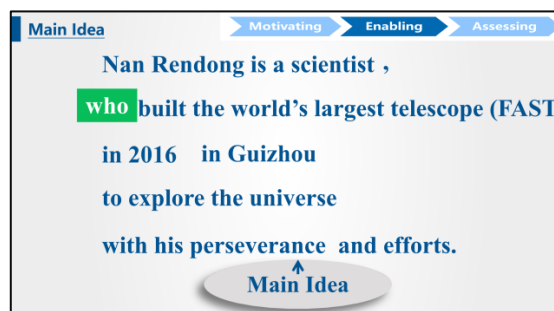 Main Idea
Motivating Enabling Assessing
Nan Rendong is a scientist ,
who built the world's largest telescope (FAST
in 2016 in Guizhou
to explore the universe
with his perseverance and efforts.
Main Idea